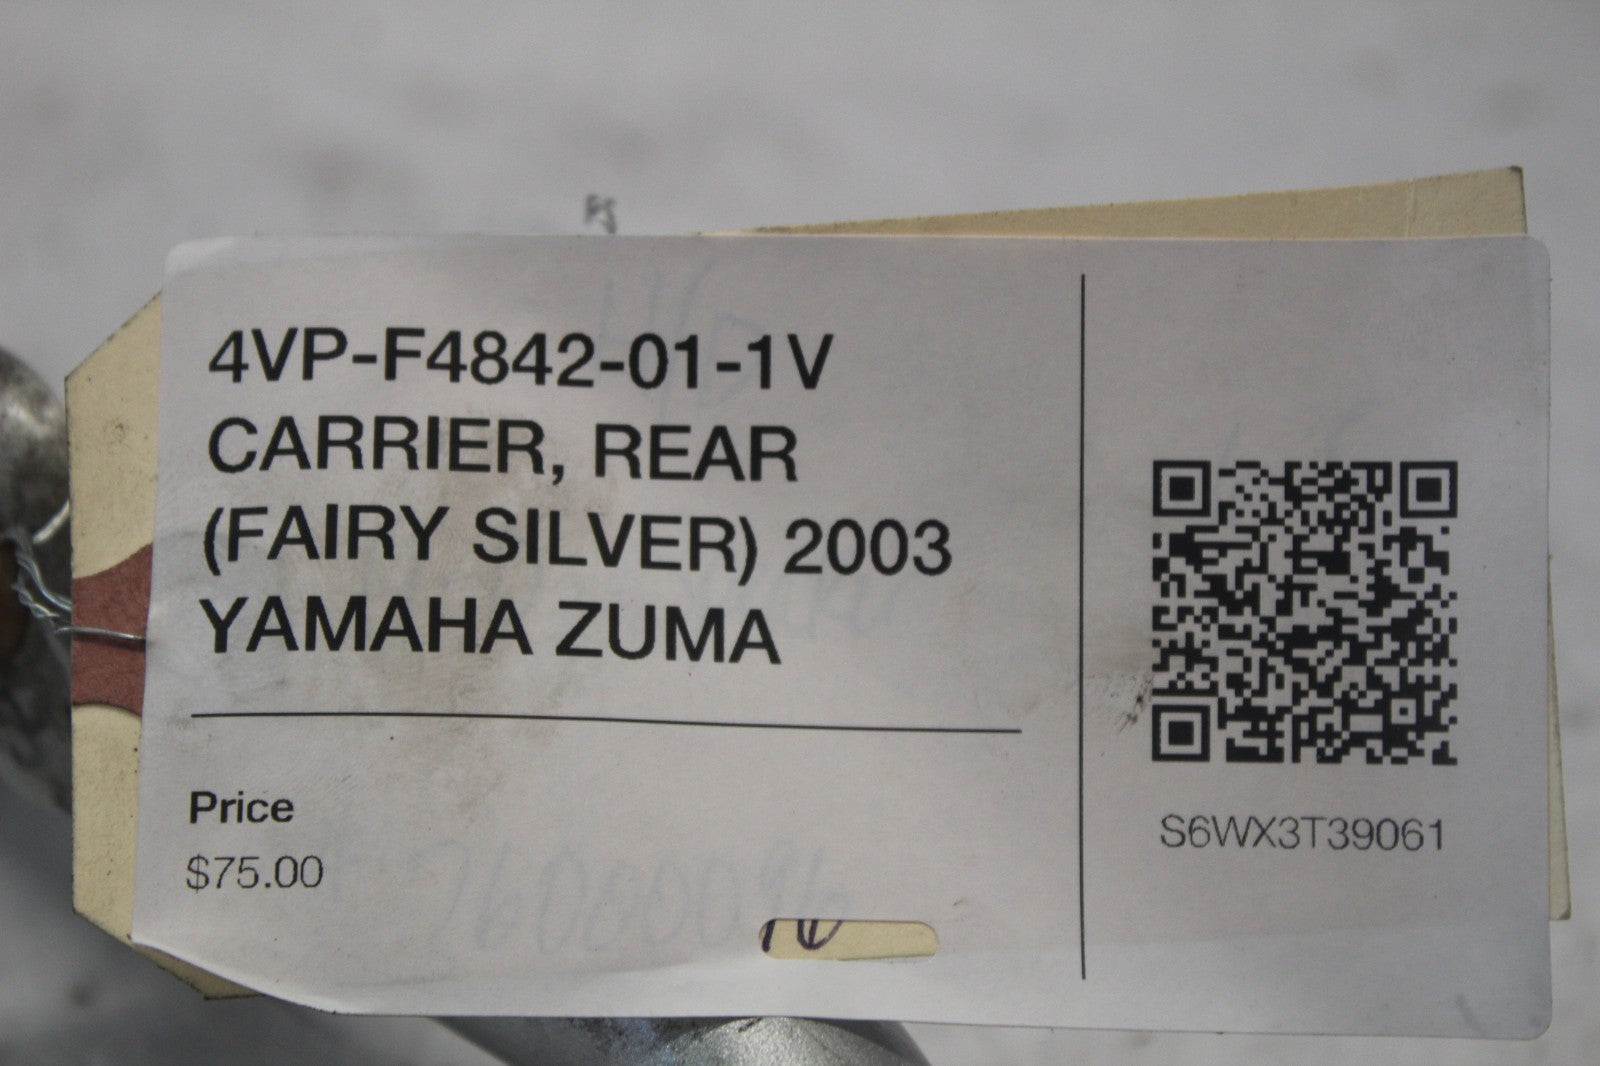 4VP-F4842-01-1V
CARRIER, REAR
(FAIRY SILVER) 2003
YAMAHA ZUMA
Price
$75.00
S6WX3T39061